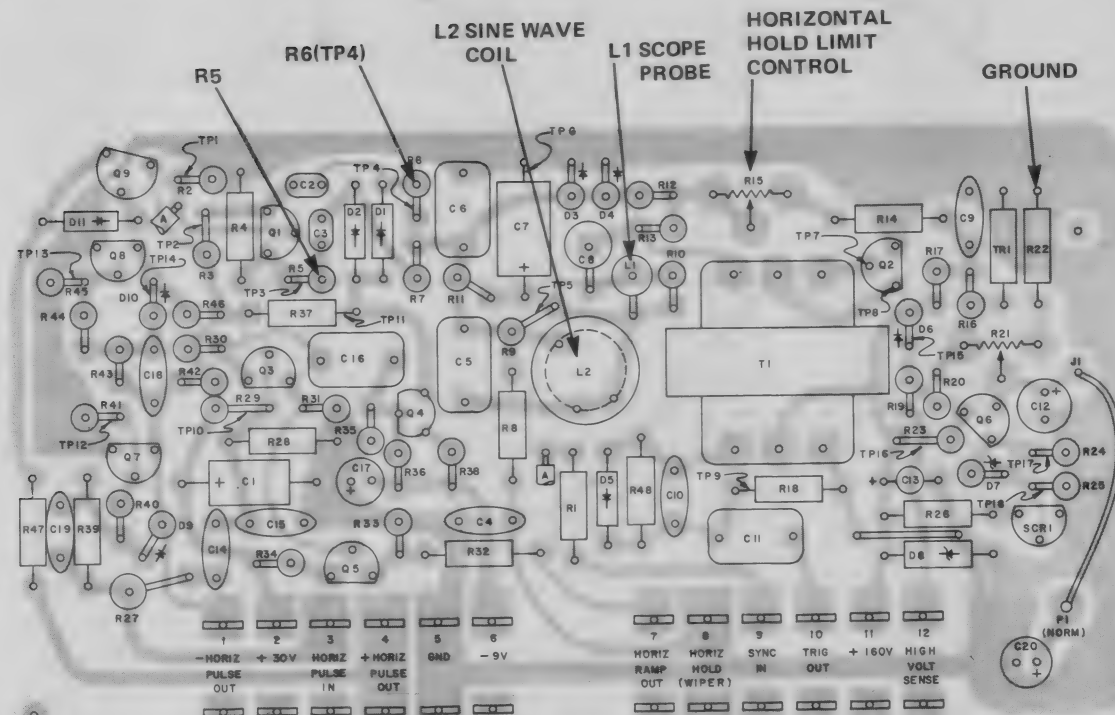 HORIZONTAL
HOLD LIMIT
CONTROL
L2 SINE WAVE
COIL
R6(TP4)
L1 SCOPE
PROBE
R5
GROUND
TP1
TP6
Q9
R2
R6
TP4
C2
C6
D3
D4
R12
R15
D11
A
R4
Q1
C3
D2
D1
C7
R13
R14
C9
TR1
R22
TP2
TP7
TP13
TP14
Q8
R3
R5
TP3
R7
R11
C8
L1
R10
Q2
R17
R45
D10
R46
R37
TP11
TP5
TP8
R16
R44
R30
R9
D6
TP15
R21
R43
C18
R42
Q3
C16
C5
L2
T1
J1
R41
R29
R31
Q4
R19
R20
Q6
C12
TP12
TP10
R28
R35
R8
R23
Q7
C17
R36
R38
A
TP16
TP17
R24
C1
R1
D5
R48
C10
TP9
R18
C13
D7
R25
TP18
R47
C19
R39
R40
D9
C14
C15
R33
C4
C11
R26
SCR1
R34
Q5
R32
D8
R27
P1
(NORM)
C20
1
2
3
4
5
6
7
8
9
10
11
12
-HORIZ
PULSE
OUT
+ 30V
HORIZ
PULSE
IN
+HORIZ
PULSE
OUT
GND
- 9V
HORIZ
RAMP
OUT
HORIZ
HOLD
(WIPER)
SYNC
IN
TRIG
OUT
+ 160V
HIGH
VOLT
SENSE